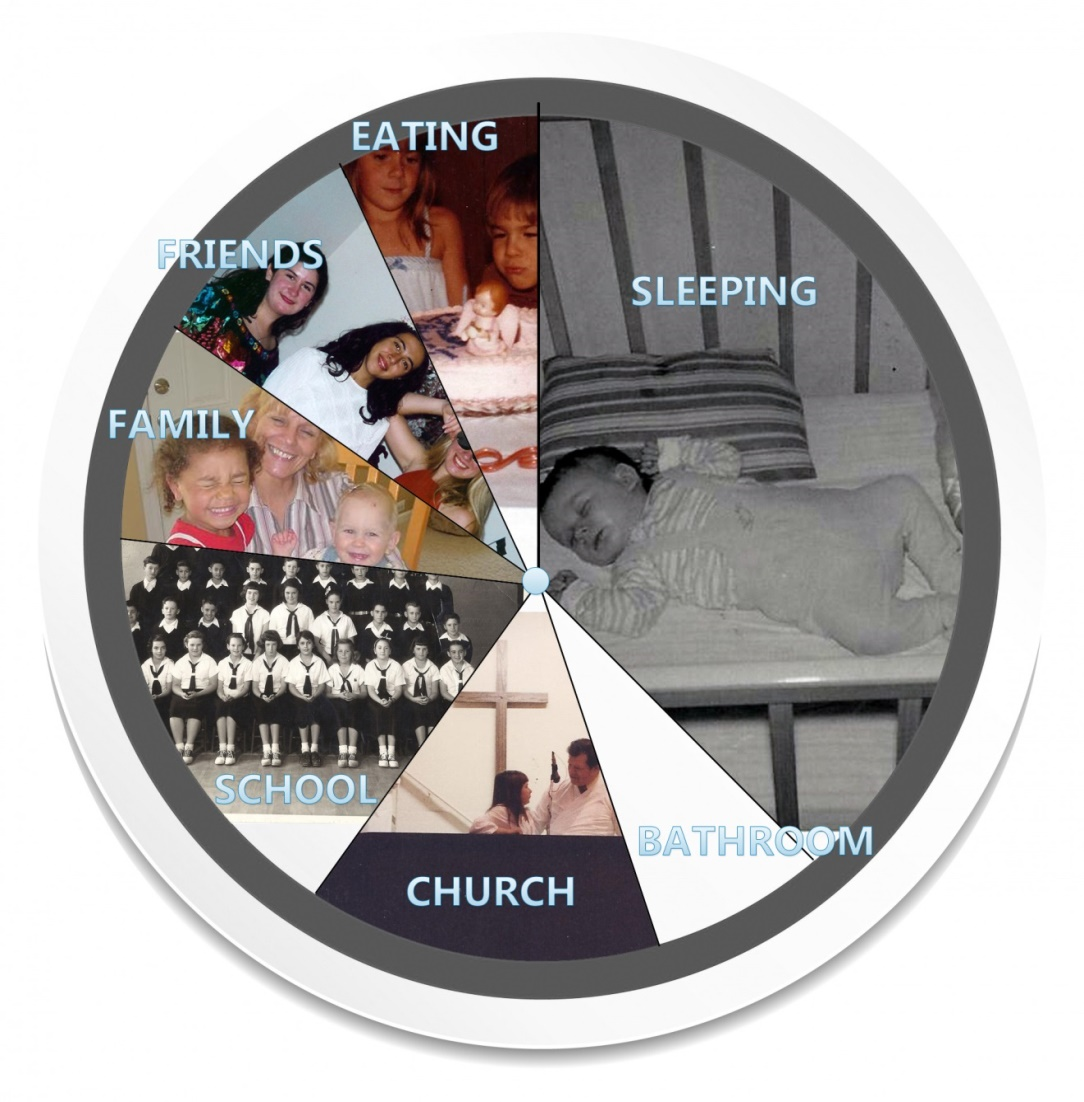 EATING
FRIENDS
SLEEPING
FAMILY
SCHOOL
BATHROOM
CHURCH